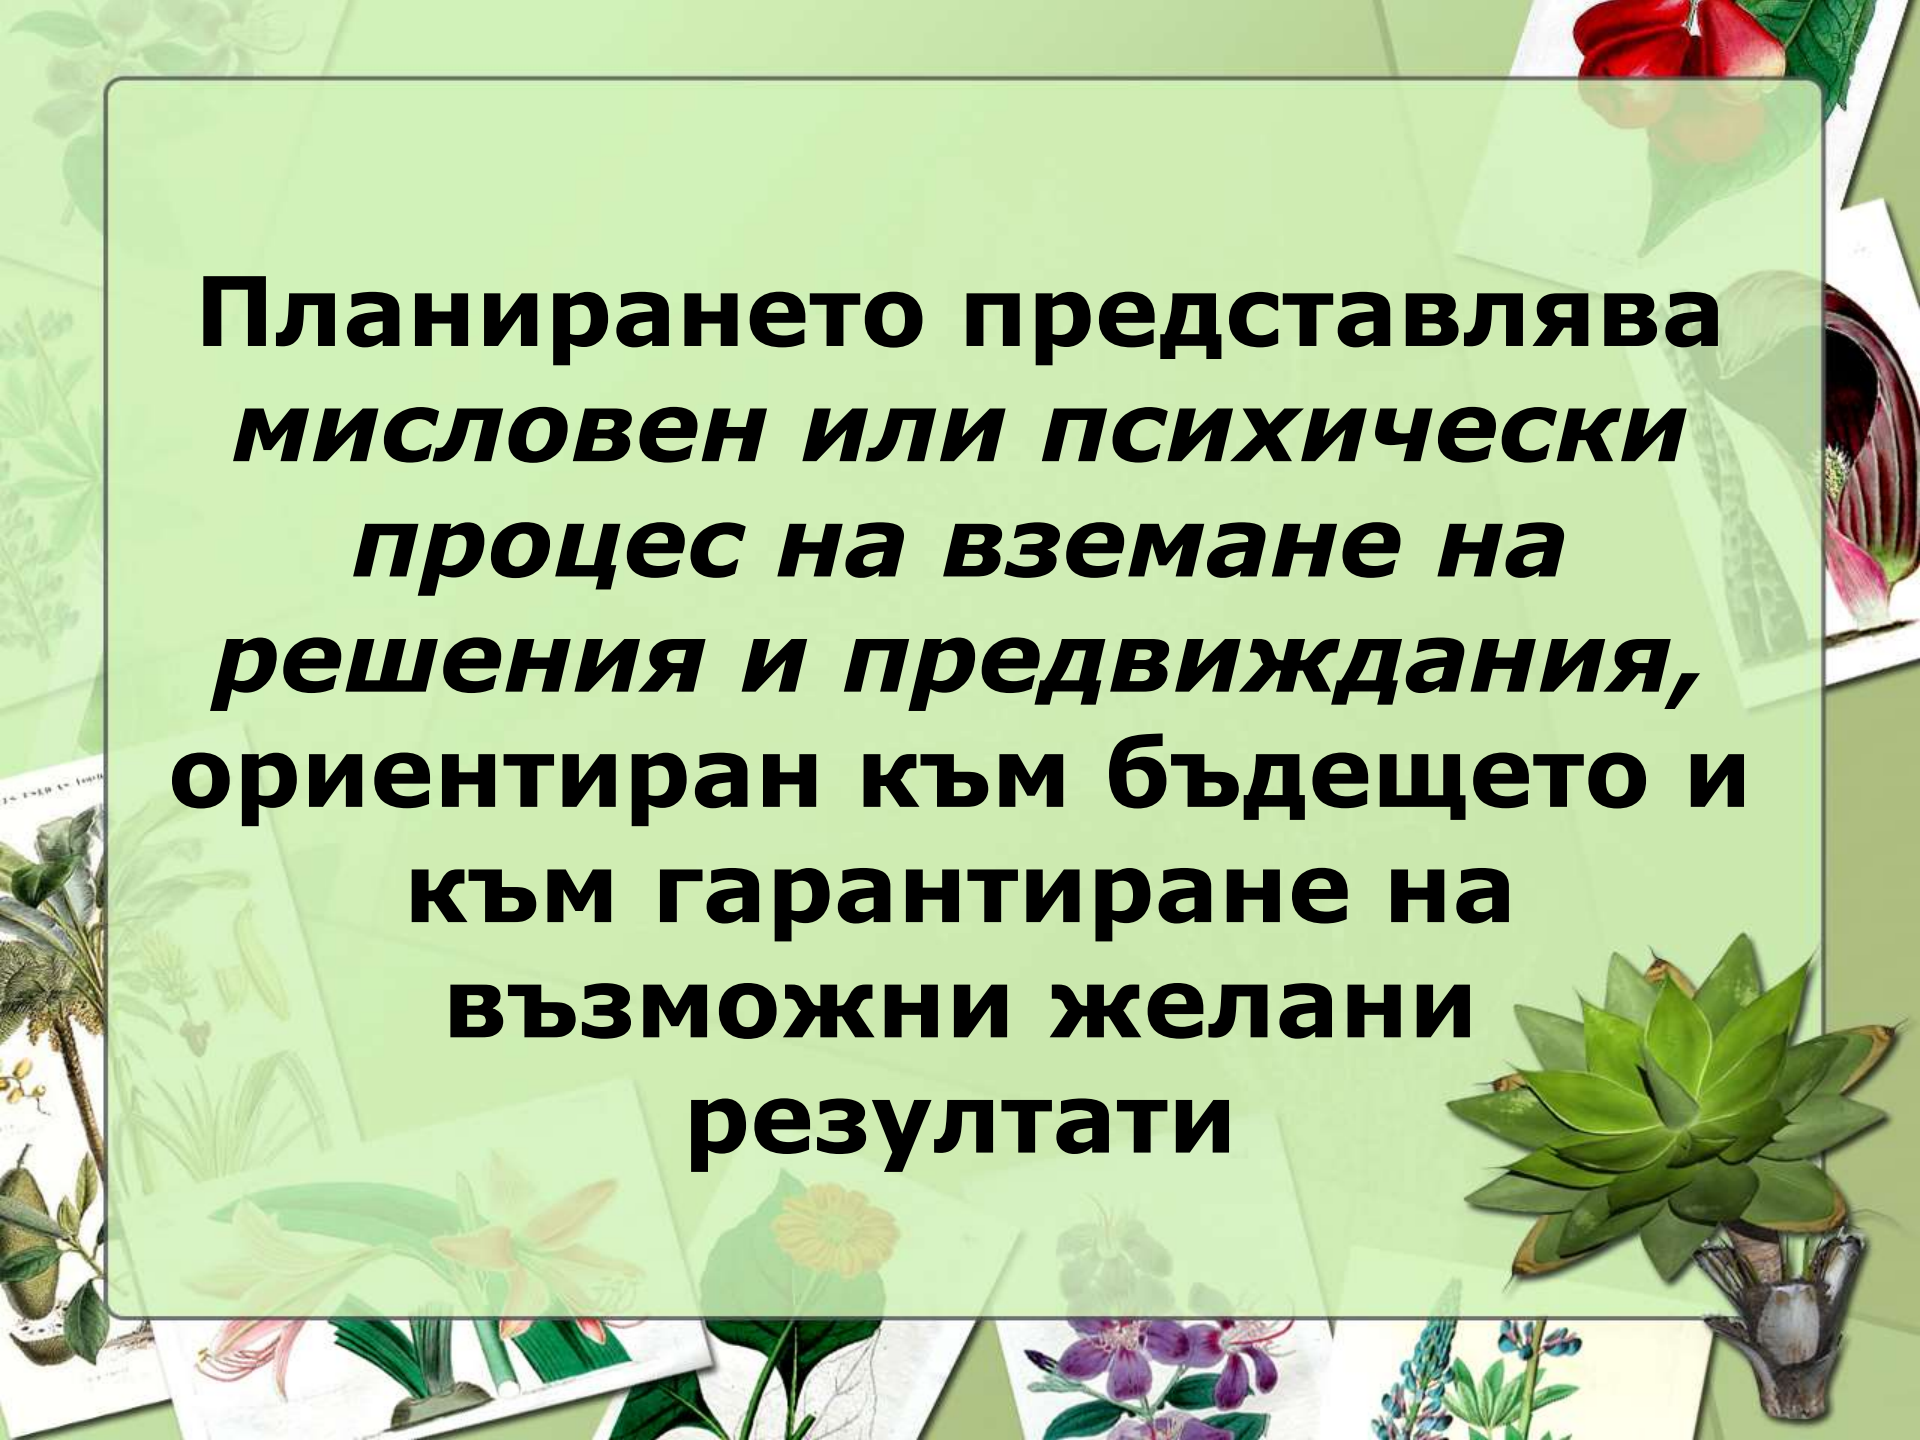 Планирането представлява
мисловен или психически
процес на вземане на
решения и предвиждания,
ориентиран към бъдещето и
към гарантиране на
възможни желани
резултати